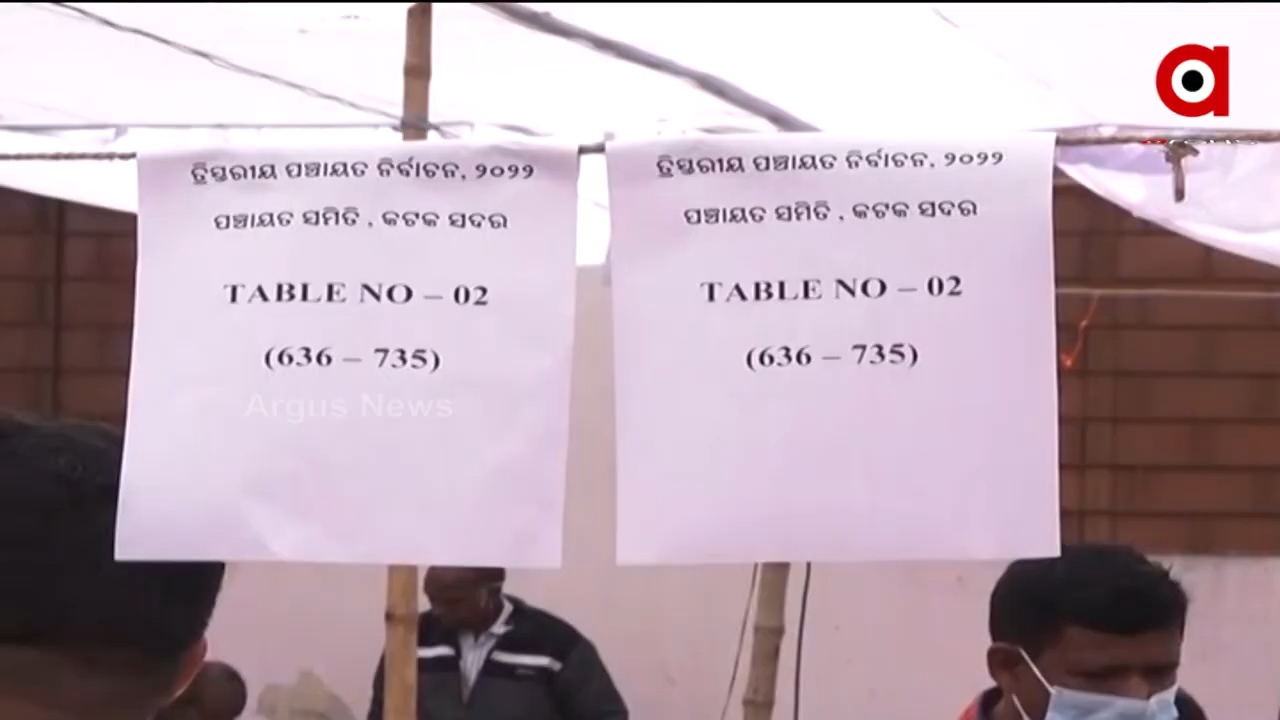 ତ୍ରିସ୍ତରୀୟ ପଞ୍ଚାୟତ ନିର୍ବାଚନ, ୨୦୨୨
ପଞ୍ଚାୟତ ସମିତି , କଟକ ସଦର
TABLE NO – 02
(636 – 735)
Argus News
ତ୍ରିସ୍ତରୀୟ ପଞ୍ଚାୟତ ନିର୍ବାଚନ, ୨୦୨୨
ପଞ୍ଚାୟତ ସମିତି , କଟକ ସଦର
TABLE NO – 02
(636 – 735)
a